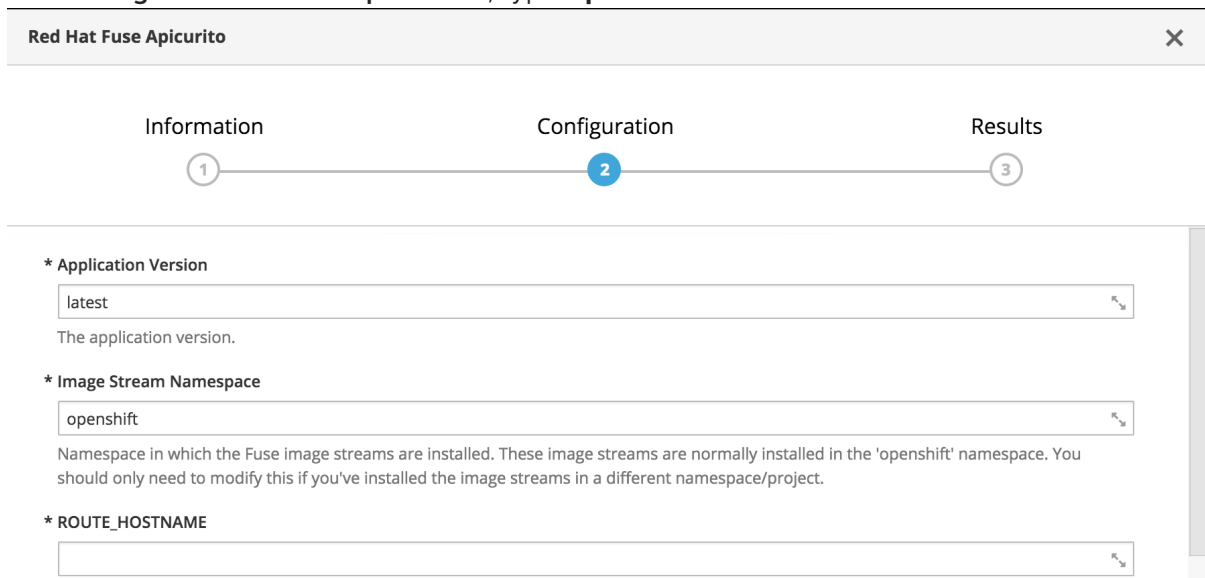 Red Hat Fuse Apicurito
Information
Configuration
Results
1
2
3
* Application Version
latest
The application version.
* Image Stream Namespace
openshift
Namespace in which the Fuse image streams are installed. These image streams are normally installed in the 'openshift' namespace. You
should only need to modify this if you've installed the image streams in a different namespace/project.
* ROUTE_HOSTNAME